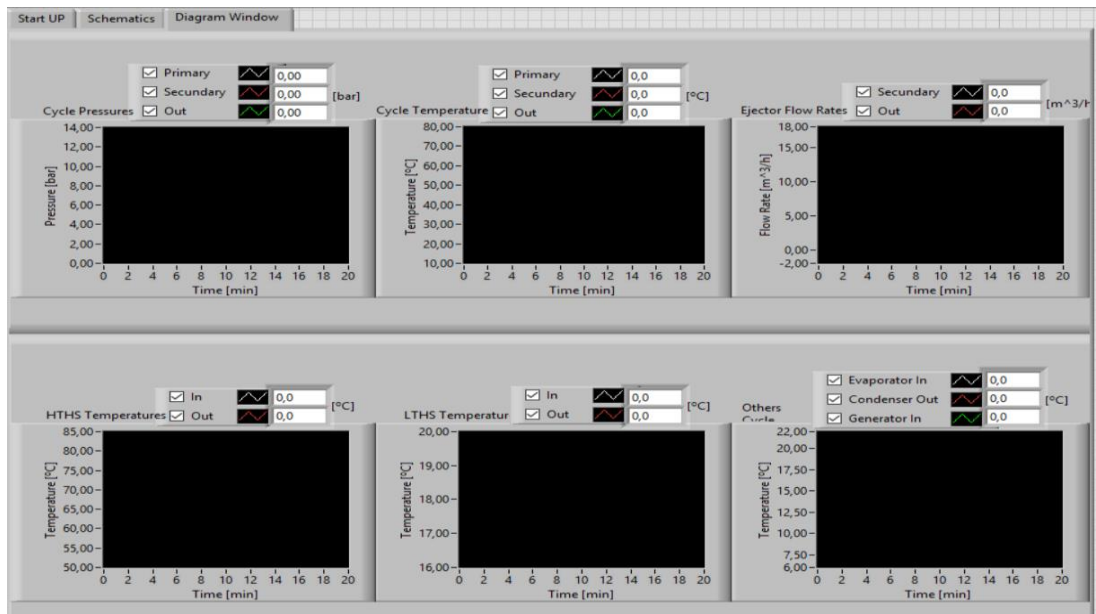 Start UP Schematics Diagram Window
Primary 0,00
Secundary 0,00 [bar]
Cycle Pressures Out 0,00
14,00
12,00
10,00
8,00
6,00
4,00
2,00
0,00
Pressure [bar]
0 2 4 6 8 10 12 14 16 18 20
Time [min]
Primary 0,0
Secundary 0,0 [ºC]
Cycle Temperature Out 0,0
80,00
70,00
60,00
50,00
40,00
30,00
20,00
10,00
Temperature [ºC]
0 2 4 6 8 10 12 14 16 18 20
Time [min]
Secundary 0,0
Ejector Flow Rates Out 0,0 [m^3/h
18,00
15,00
10,00
5,00
0,00
-2,00
Flow Rate [m^3/h]
0 2 4 6 8 10 12 14 16 18 20
Time [min]
In 0,0
HTHS Temperatures Out 0,0 [ºC]
85,00
80,00
75,00
70,00
65,00
60,00
55,00
50,00
Temperature [ºC]
0 2 4 6 8 10 12 14 16 18 20
Time [min]
In 0,0
LTHS Temperatur Out 0,0 [ºC]
20,00
19,00
18,00
17,00
16,00
Temperature [ºC]
0 2 4 6 8 10 12 14 16 18 20
Time [min]
Evaporator In 0,0
Condenser Out 0,0 [ºC]
Others Generator In 0,0
Cycle
22,00
20,00
17,50
15,00
12,50
10,00
7,50
6,00
Temperature [ºC]
0 2 4 6 8 10 12 14 16 18 20
Time [min]